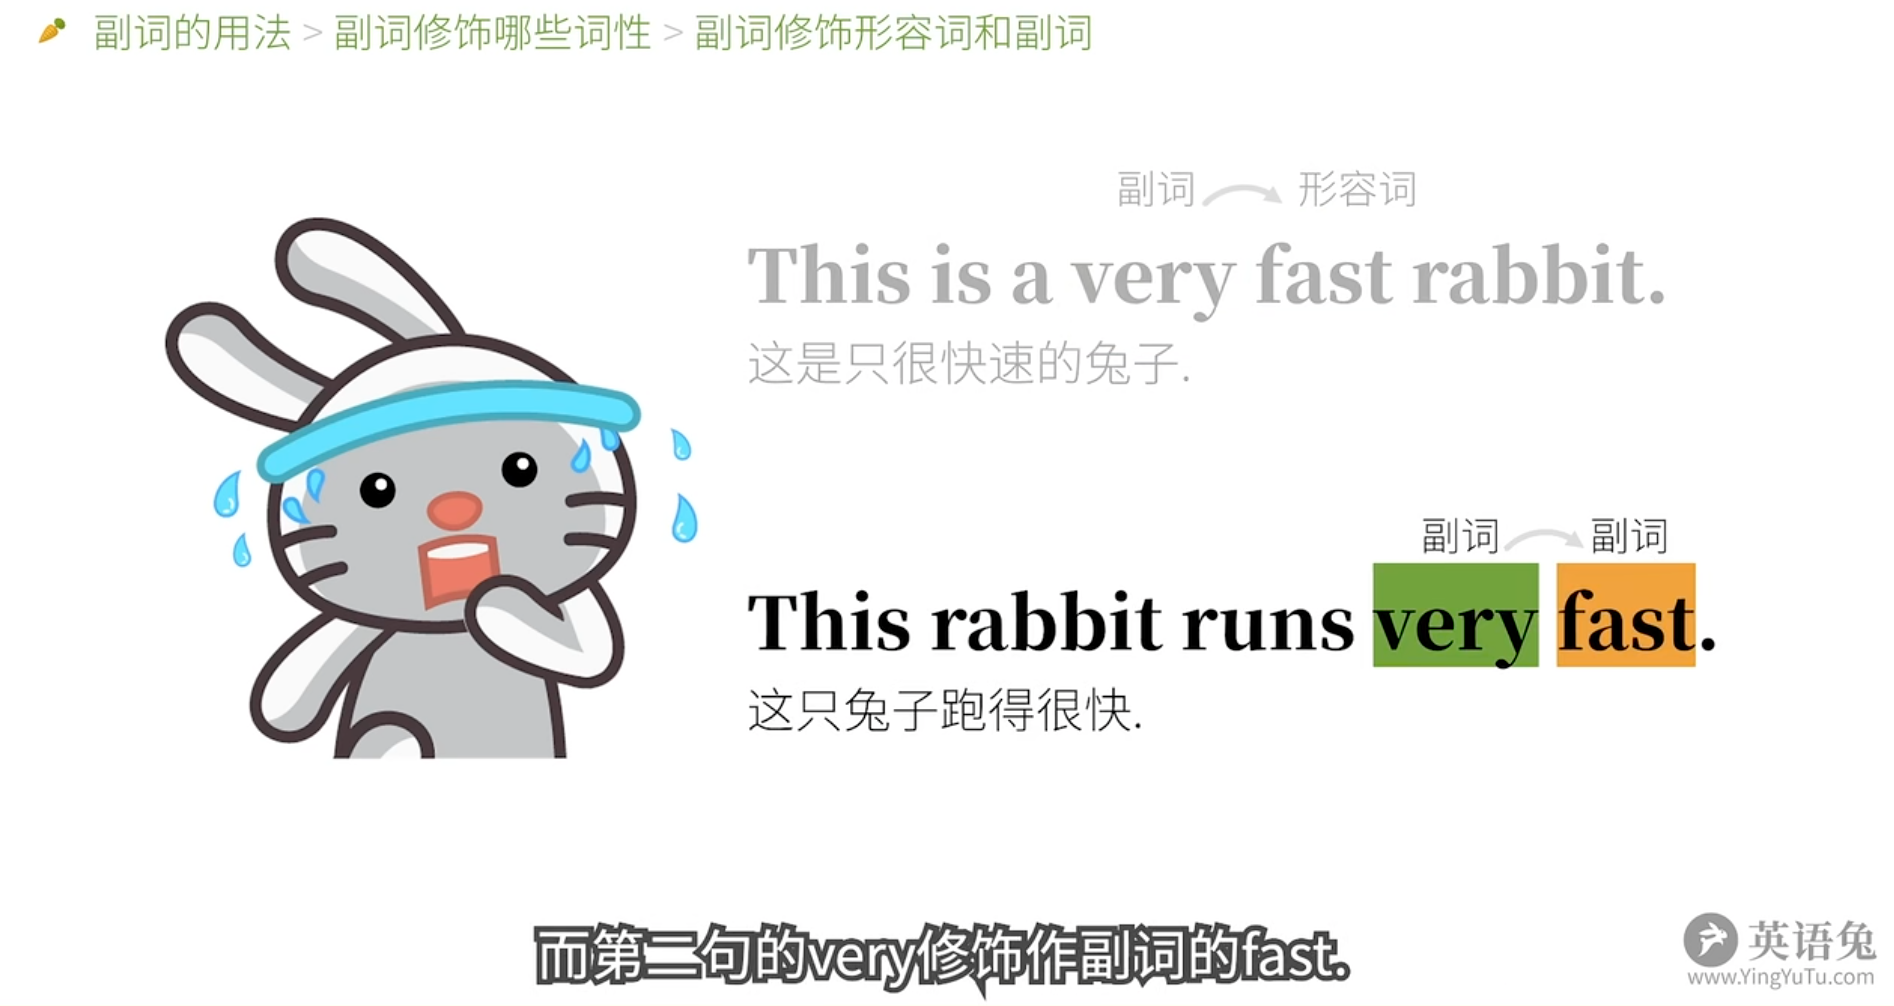 副词的用法 > 副词修饰哪些词性 > 副词修饰形容词和副词
副词 形容词
This is a very fast rabbit.
这是只很快速的兔子.
副词 副词
This rabbit runs very fast.
这只兔子跑得很快.
而第二句的very修饰作副词的fast.
英语兔
www.YingYuTu.com